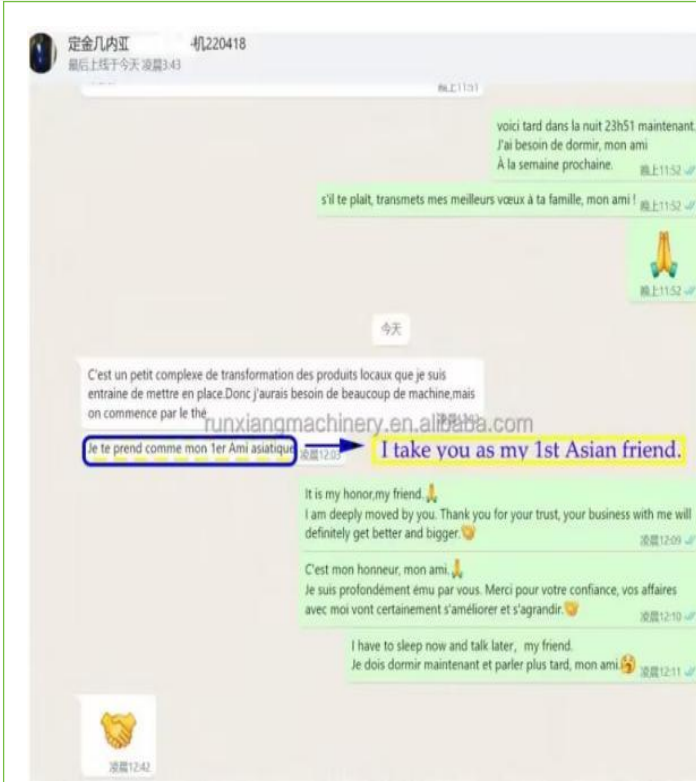 定金几内亚 机220418
最后上线于今天 凌晨3:43
晚上11:51
voici tard dans la nuit 23h51 maintenant.
J'ai besoin de dormir, mon ami
À la semaine prochaine.
晚上11:52
s'il te plaît, transmets mes meilleurs vœux à ta famille, mon ami !
晚上11:52
晚上11:52
今天
C'est un petit complexe de transformation des produits locaux que je suis
entraine de mettre en place.Donc j'aurais besoin de beaucoup de machine,mais
on commence par le thé
runxiangmachinery.en.alibaba.com
Je te prend comme mon 1er Ami asiatique
凌晨12:03
I take you as my 1st Asian friend.
It is my honor,my friend.
I am deeply moved by you. Thank you for your trust, your business with me will
definitely get better and bigger.
凌晨12:09
C'est mon honneur, mon ami.
Je suis profondément ému par vous. Merci pour votre confiance, vos affaires
avec moi vont certainement s'améliorer et s'agrandir.
凌晨12:10
I have to sleep now and talk later, my friend.
Je dois dormir maintenant et parler plus tard, mon ami.
凌晨12:11
凌晨12:42